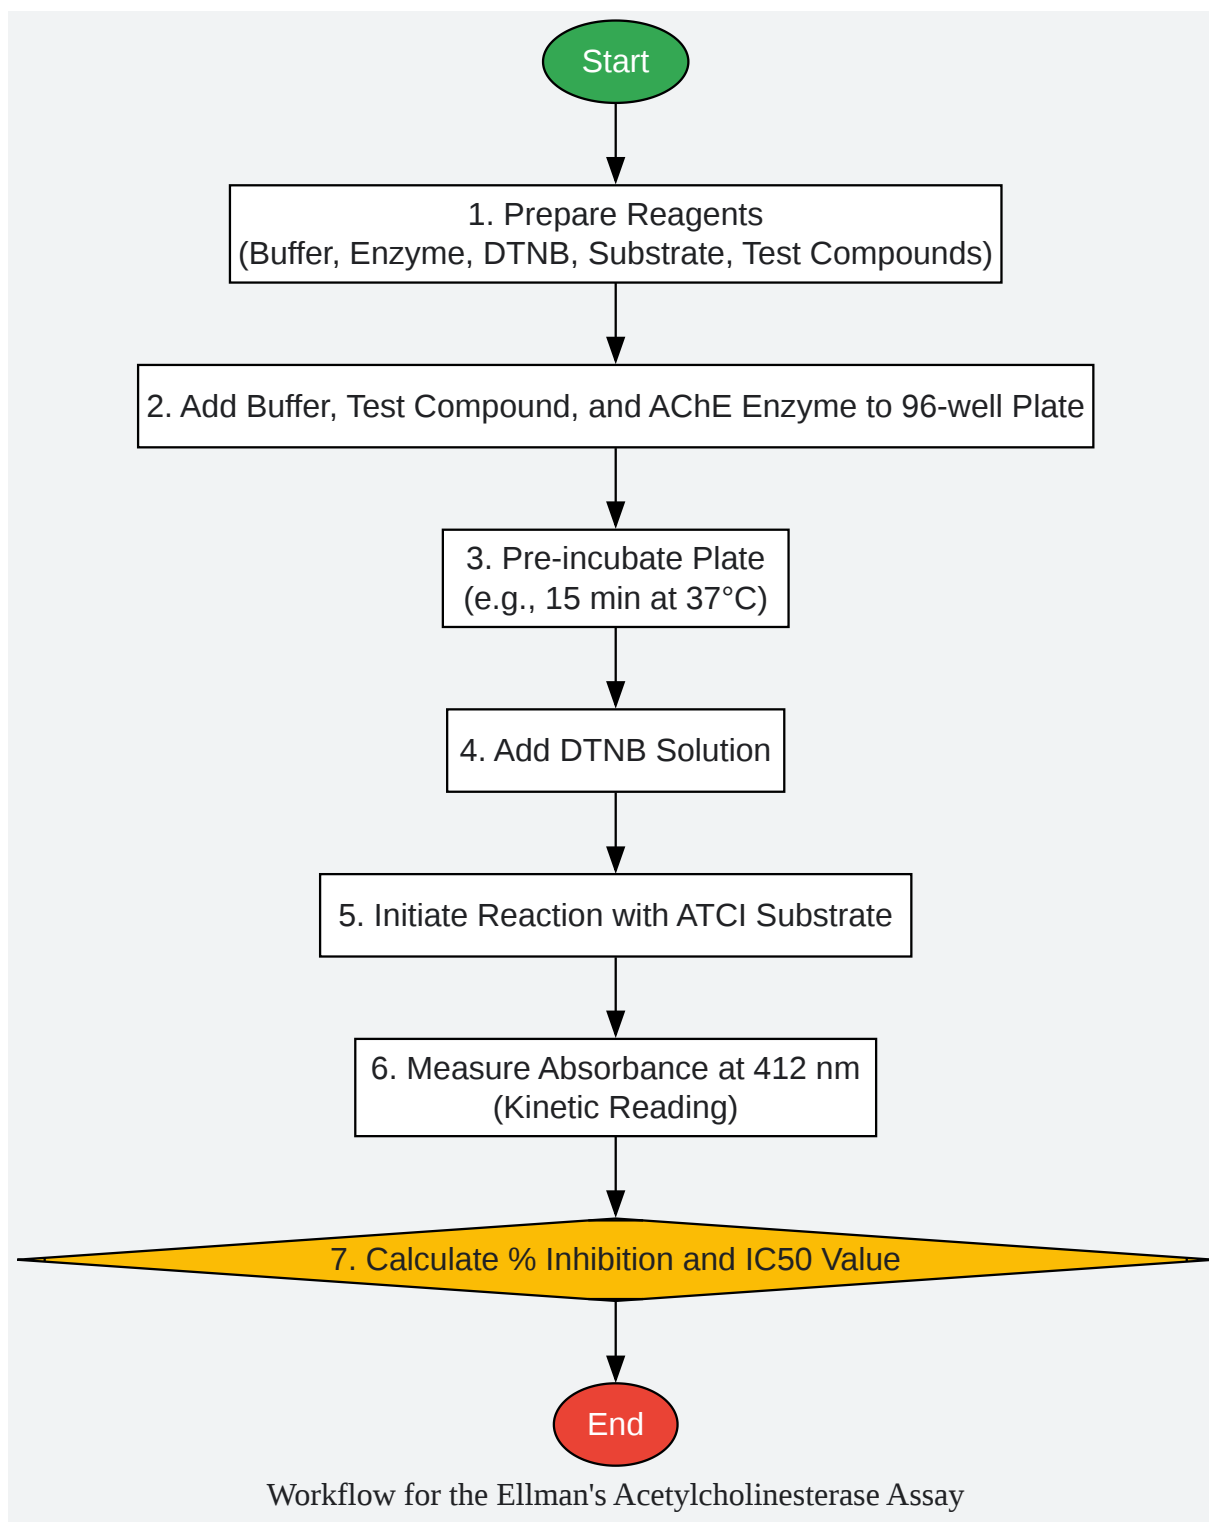 Start
1. Prepare Reagents
(Buffer, Enzyme, DTNB, Substrate, Test Compounds)
2. Add Buffer, Test Compound, and AChE Enzyme to 96-well Plate
3. Pre-incubate Plate
(e.g., 15 min at 37°C)
4. Add DTNB Solution
5. Initiate Reaction with ATCI Substrate
6. Measure Absorbance at 412 nm
(Kinetic Reading)
7. Calculate % Inhibition and IC50 Value
End
Workflow for the Ellman's Acetylcholinesterase Assay